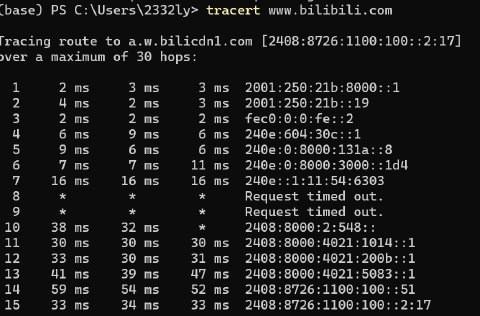 (base) PS C:\Users\2332ly> tracert www.bilibili.com
Tracing route to a.w.bilicdn1.com [2408:8726:1100:100::2:17]
over a maximum of 30 hops:
1 2 ms 3 ms 3 ms 2001:250:21b:8000::1
2 4 ms 2 ms 2 ms 2001:250:21b::19
3 2 ms 2 ms 2 ms fec0:0:0:fe::2
4 6 ms 9 ms 6 ms 240e:604:30c::1
5 9 ms 6 ms 6 ms 240e:0:8000:131a::8
6 7 ms 7 ms 11 ms 240e:0:8000:3000::1d4
7 16 ms 16 ms 16 ms 240e::1:11:54:6303
8 * * * Request timed out.
9 * * * Request timed out.
10 38 ms 32 ms * 2408:8000:2:548::
11 30 ms 30 ms 30 ms 2408:8000:4021:1014::1
12 33 ms 30 ms 31 ms 2408:8000:4021:200b::1
13 41 ms 39 ms 47 ms 2408:8000:4021:5083::1
14 59 ms 54 ms 52 ms 2408:8726:1100:100::51
15 33 ms 34 ms 33 ms 2408:8726:1100:100::2:17